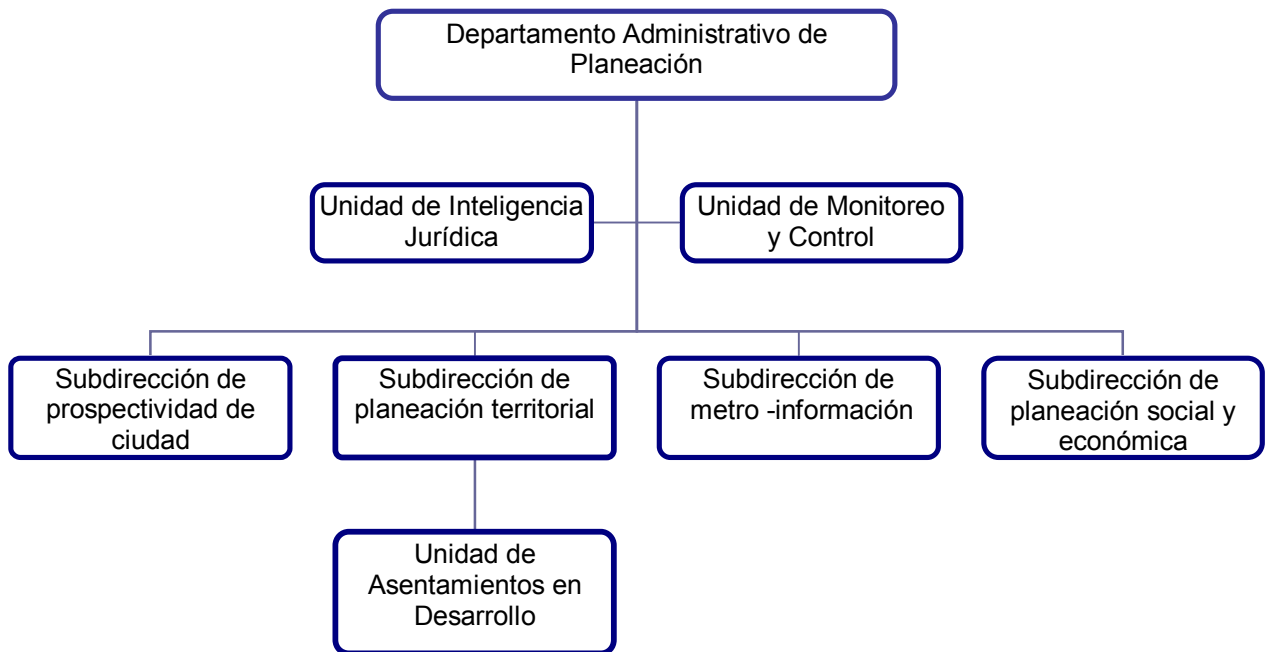 Departamento Administrativo de
Planeación
Unidad de Inteligencia
Jurídica
Unidad de Monitoreo
y Control
Subdirección de
prospectividad de
ciudad
Subdirección de
planeación territorial
Subdirección de
metro -información
Subdirección de
planeación social y
económica
Unidad de
Asentamientos en
Desarrollo